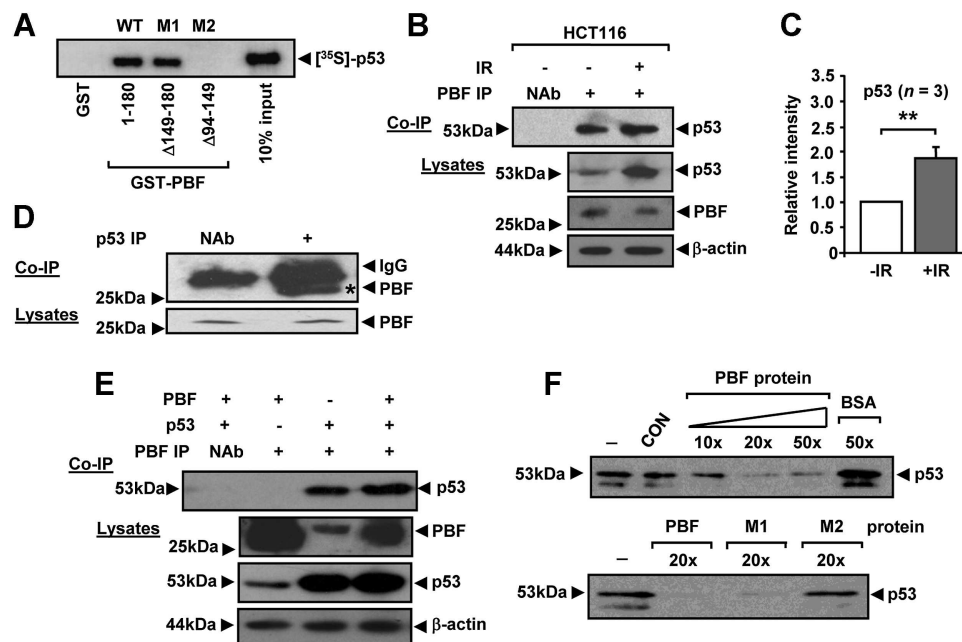 A
WT M1 M2
[³⁵S]-p53
GST
1-180
Δ149-180
Δ94-149
10% input
GST-PBF
B
HCT116
IR - - +
PBF IP NAb + +
Co-IP 53kDa p53
Lysates 53kDa p53
25kDa PBF
44kDa β-actin
C
p53 (n = 3)
**
Relative intensity
3.5
3.0
2.5
2.0
1.5
1.0
0.5
0
-IR +IR
D
p53 IP NAb +
Co-IP IgG
* PBF
25kDa
Lysates 25kDa PBF
E
PBF + + - +
p53 + - + +
PBF IP NAb + + +
Co-IP 53kDa p53
Lysates 25kDa PBF
53kDa p53
44kDa β-actin
F
PBF protein BSA
– CON 10x 20x 50x 50x
53kDa p53
PBF M1 M2 protein
– 20x 20x 20x
53kDa p53